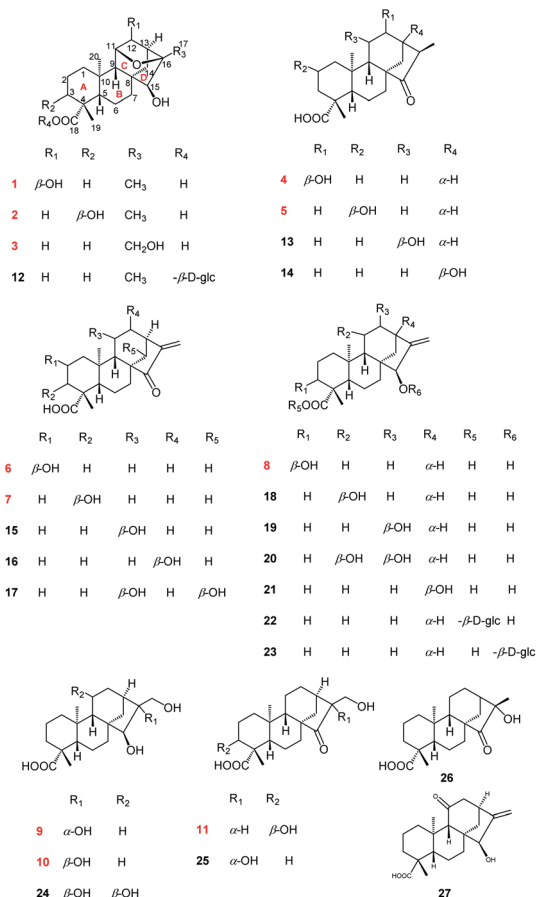 R1
17
11 12 13 R3
20 O 16
1 9 C 14
2 10 8 D 15
A H B OH
3 4 5 7
R2 6
R4OOC H
18 19
R1 R2 R3 R4
1 β-OH H CH3 H
2 H β-OH CH3 H
3 H H CH2OH H
12 H H CH3 -β-D-glc
R1
R3 R4
R2
H
O
HOOC H
R1 R2 R3 R4
4 β-OH H H α-H
5 H β-OH H α-H
13 H H β-OH α-H
14 H H H β-OH
R4
R3 H
R1 R5
H
R2 O
HOOC H
R1 R2 R3 R4 R5
6 β-OH H H H H
7 H β-OH H H H
15 H H β-OH H H
16 H H H β-OH H
17 H H β-OH H β-OH
R3
R2 R4
H
R1 OR6
R5OOC H
R1 R2 R3 R4 R5 R6
8 β-OH H H α-H H H
18 H β-OH H α-H H H
19 H H β-OH α-H H H
20 H β-OH β-OH α-H H H
21 H H H β-OH H H
22 H H H α-H -β-D-glc H
23 H H H α-H H -β-D-glc
R2 H
OH
R1
H
OH
HOOC H
R1 R2
9 α-OH H
10 β-OH H
24 β-OH β-OH
H
OH
R1
H
R2 O
HOOC H
R1 R2
11 α-H β-OH
25 α-OH H
OH
H
O
HOOC H
26
O H
H
OH
HOOC H
27